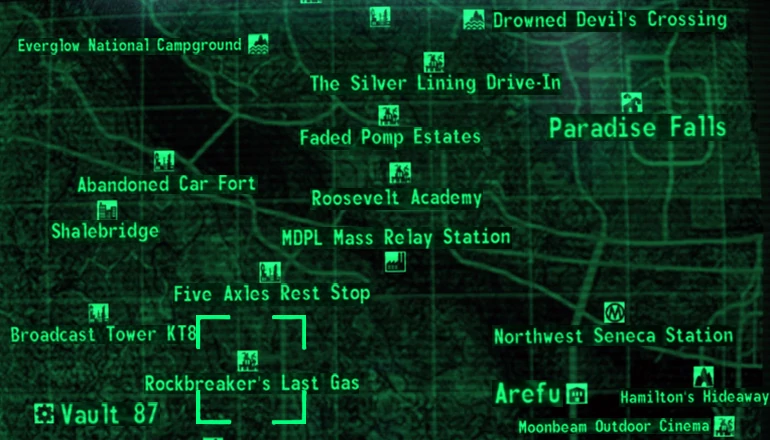 Drowned Devil's Crossing
Everglow National Campground
The Silver Lining Drive-In
Paradise Falls
Faded Pomp Estates
Abandoned Car Fort
Roosevelt Academy
Shalebridge
MDPL Mass Relay Station
Five Axles Rest Stop
Broadcast Tower KT8
Northwest Seneca Station
Rockbreaker's Last Gas
Arefu
Hamilton's Hideaway
Vault 87
Moonbeam Outdoor Cinema